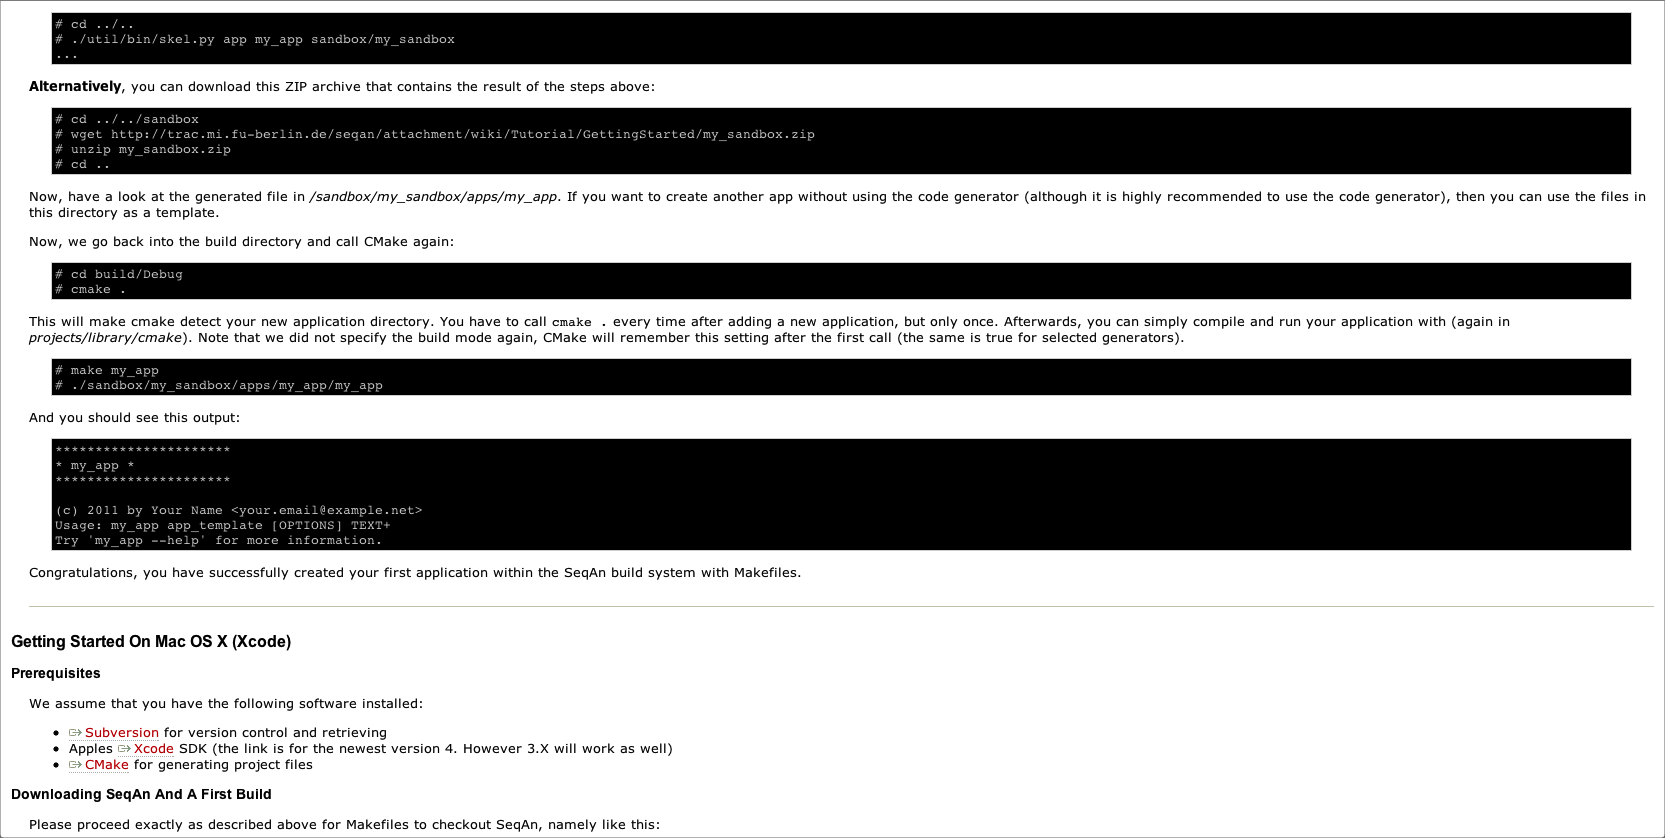 # cd ../..
# ./util/bin/skel.py app my_app sandbox/my_sandbox
...
Alternatively, you can download this ZIP archive that contains the result of the steps above:
# cd ../../sandbox
# wget http://trac.mi.fu-berlin.de/seqan/attachment/wiki/Tutorial/GettingStarted/my_sandbox.zip
# unzip my_sandbox.zip
# cd ..
Now, have a look at the generated file in /sandbox/my_sandbox/apps/my_app. If you want to create another app without using the code generator (although it is highly recommended to use the code generator), then you can use the files in
this directory as a template.
Now, we go back into the build directory and call CMake again:
# cd build/Debug
# cmake .
This will make cmake detect your new application directory. You have to call cmake . every time after adding a new application, but only once. Afterwards, you can simply compile and run your application with (again in
projects/library/cmake). Note that we did not specify the build mode again, CMake will remember this setting after the first call (the same is true for selected generators).
# make my_app
# ./sandbox/my_sandbox/apps/my_app/my_app
And you should see this output:
**********************
* my_app *
**********************
(c) 2011 by Your Name <your.email@example.net>
Usage: my_app app_template [OPTIONS] TEXT+
Try 'my_app --help' for more information.
Congratulations, you have successfully created your first application within the SeqAn build system with Makefiles.
Getting Started On Mac OS X (Xcode)
Prerequisites
We assume that you have the following software installed:
• Subversion for version control and retrieving
• Apples Xcode SDK (the link is for the newest version 4. However 3.X will work as well)
• CMake for generating project files
Downloading SeqAn And A First Build
Please proceed exactly as described above for Makefiles to checkout SeqAn, namely like this: